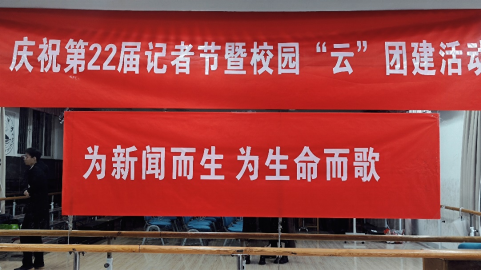 庆祝第22届记者节暨校园“云”团建活动
为新闻而生 为生命而歌